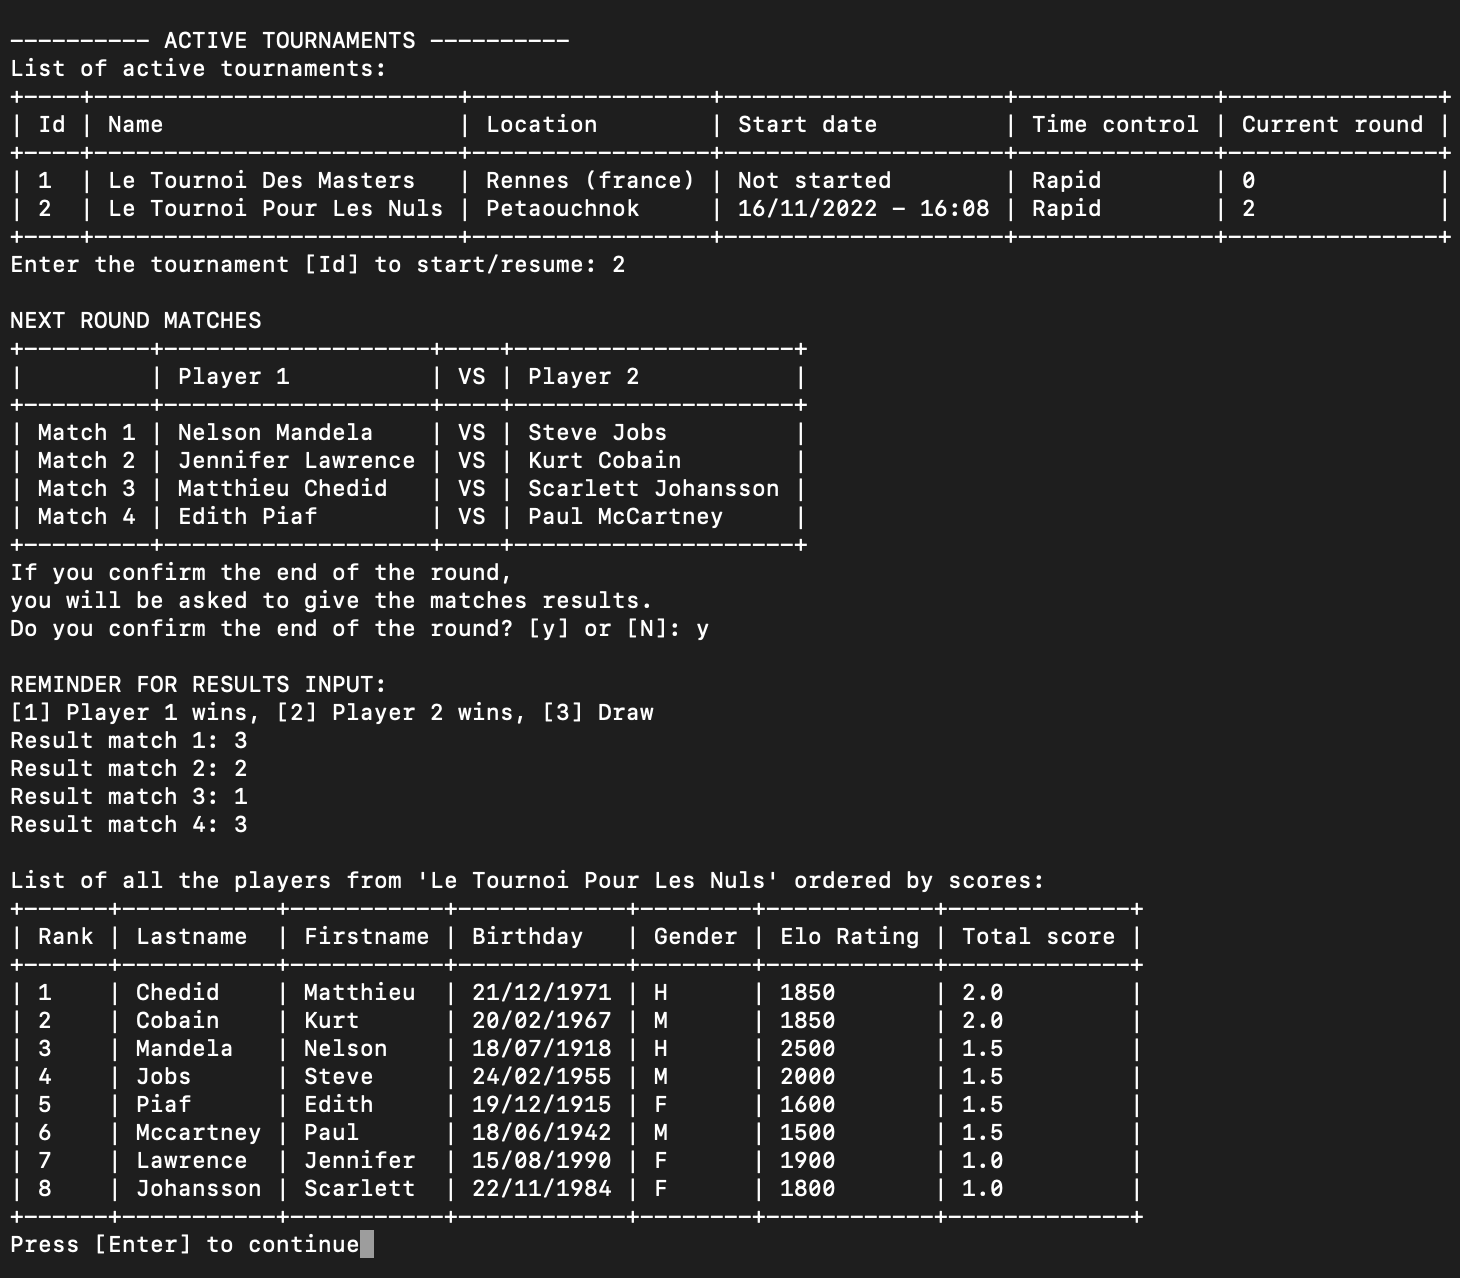 ---------- ACTIVE TOURNAMENTS ----------
List of active tournaments:
+----+--------------------------+-----------------+--------------------+--------------+---------------+
| Id | Name                     | Location        | Start date         | Time control | Current round |
+----+--------------------------+-----------------+--------------------+--------------+---------------+
| 1  | Le Tournoi Des Masters   | Rennes (france) | Not started        | Rapid        | 0             |
| 2  | Le Tournoi Pour Les Nuls | Petaouchnok     | 16/11/2022 - 16:08 | Rapid        | 2             |
+----+--------------------------+-----------------+--------------------+--------------+---------------+
Enter the tournament [Id] to start/resume: 2
NEXT ROUND MATCHES
+---------+-------------------+----+--------------------+
|         | Player 1          | VS | Player 2           |
+---------+-------------------+----+--------------------+
| Match 1 | Nelson Mandela    | VS | Steve Jobs         |
| Match 2 | Jennifer Lawrence | VS | Kurt Cobain        |
| Match 3 | Matthieu Chedid   | VS | Scarlett Johansson |
| Match 4 | Edith Piaf        | VS | Paul McCartney     |
+---------+-------------------+----+--------------------+
If you confirm the end of the round,
you will be asked to give the matches results.
Do you confirm the end of the round? [y] or [N]: y
REMINDER FOR RESULTS INPUT:
[1] Player 1 wins, [2] Player 2 wins, [3] Draw
Result match 1: 3
Result match 2: 2
Result match 3: 1
Result match 4: 3
List of all the players from 'Le Tournoi Pour Les Nuls' ordered by scores:
+------+-----------+-----------+------------+--------+------------+-------------+
| Rank | Lastname  | Firstname | Birthday   | Gender | Elo Rating | Total score |
+------+-----------+-----------+------------+--------+------------+-------------+
| 1    | Chedid    | Matthieu  | 21/12/1971 | H      | 1850       | 2.0         |
| 2    | Cobain    | Kurt      | 20/02/1967 | M      | 1850       | 2.0         |
| 3    | Mandela   | Nelson    | 18/07/1918 | H      | 2500       | 1.5         |
| 4    | Jobs      | Steve     | 24/02/1955 | M      | 2000       | 1.5         |
| 5    | Piaf      | Edith     | 19/12/1915 | F      | 1600       | 1.5         |
| 6    | Mccartney | Paul      | 18/06/1942 | M      | 1500       | 1.5         |
| 7    | Lawrence  | Jennifer  | 15/08/1990 | F      | 1900       | 1.0         |
| 8    | Johansson | Scarlett  | 22/11/1984 | F      | 1800       | 1.0         |
+------+-----------+-----------+------------+--------+------------+-------------+
Press [Enter] to continue